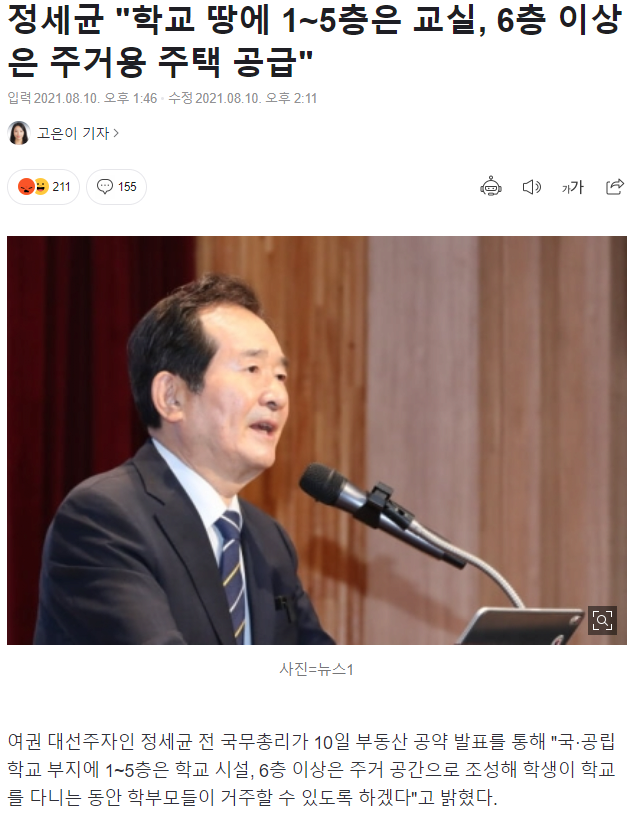 정세균 "학교 땅에 1~5층은 교실, 6층 이상
은 주거용 주택 공급"
입력 2021.08.10. 오후 1:46 · 수정 2021.08.10. 오후 2:11
고은이 기자
211
155
가가
사진=뉴스1
여권 대선주자인 정세균 전 국무총리가 10일 부동산 공약 발표를 통해 "국·공립
학교 부지에 1~5층은 학교 시설, 6층 이상은 주거 공간으로 조성해 학생이 학교
를 다니는 동안 학부모들이 거주할 수 있도록 하겠다"고 밝혔다.